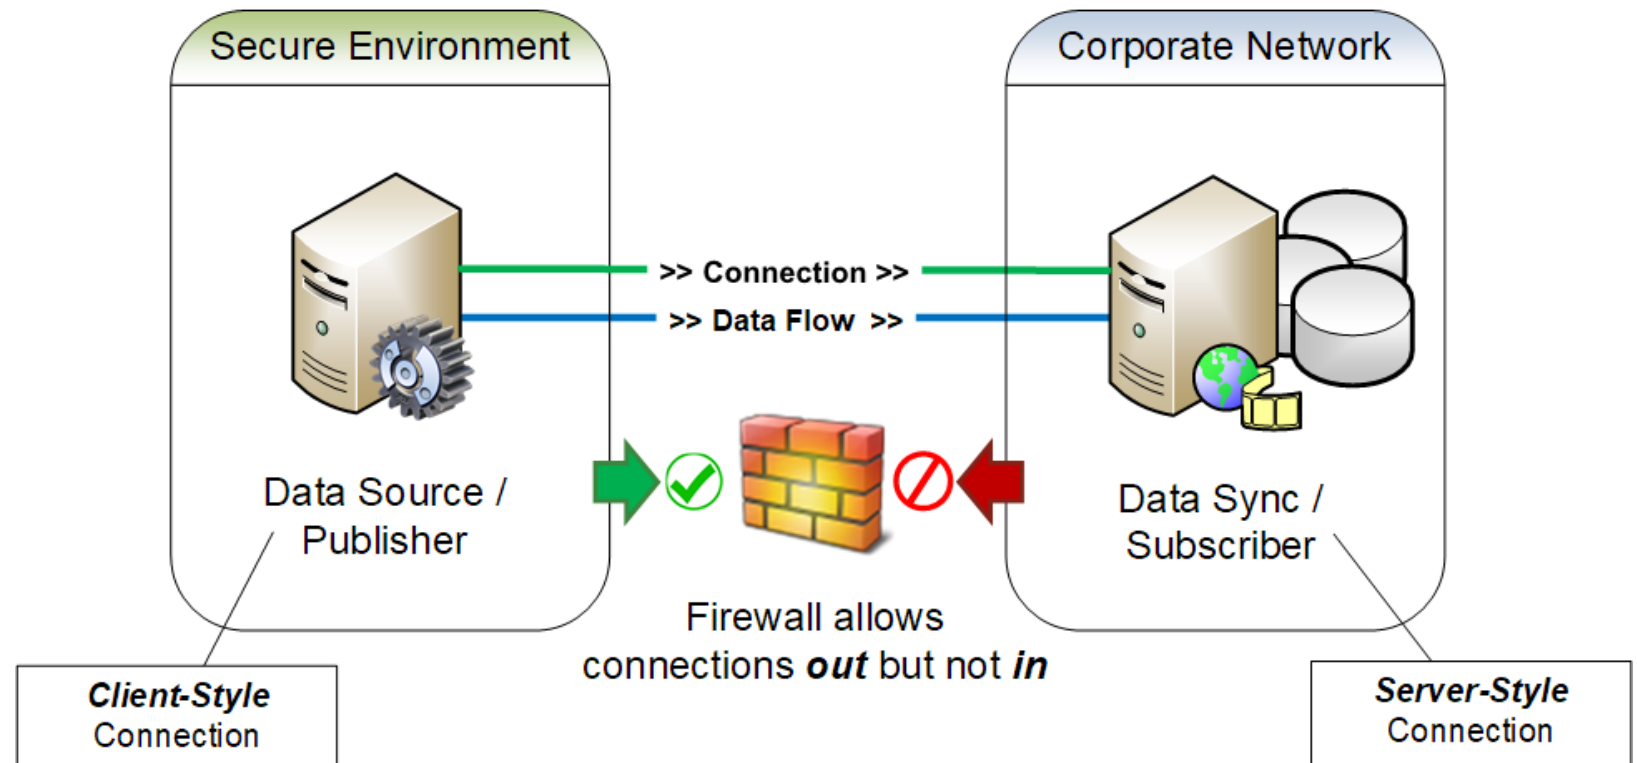 Secure Environment
Corporate Network
>> Connection >>
>> Data Flow >>
Data Source /
Publisher
Data Sync /
Subscriber
Firewall allows
connections out but not in
Client-Style
Connection
Server-Style
Connection